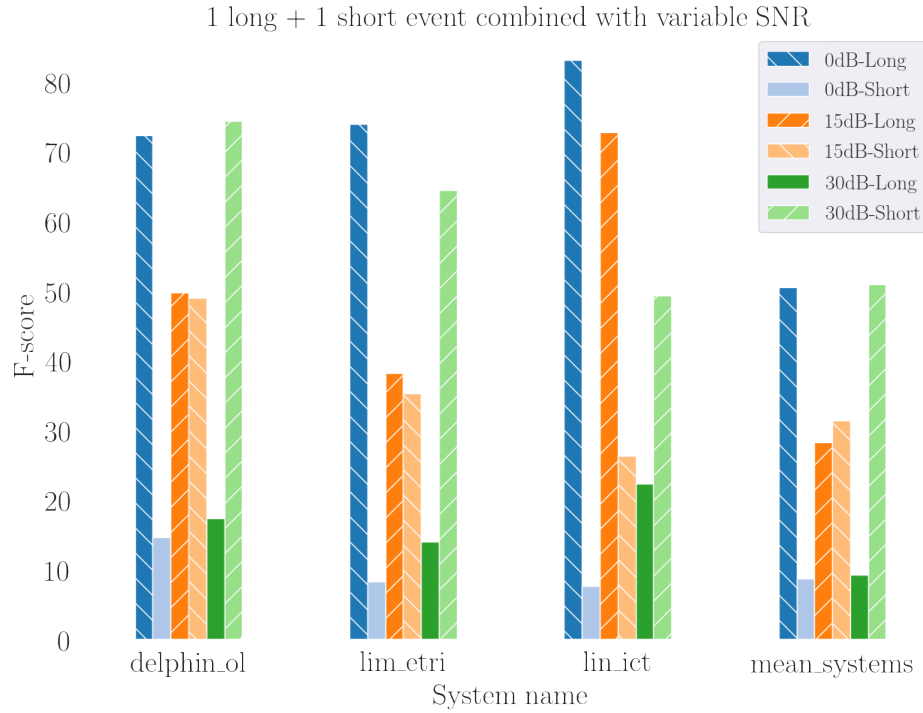 1 long + 1 short event combined with variable SNR
0dB-Long
0dB-Short
15dB-Long
15dB-Short
30dB-Long
30dB-Short
F-score
80
70
60
50
40
30
20
10
0
delphin_ol lim_etri lin_ict mean_systems
System name